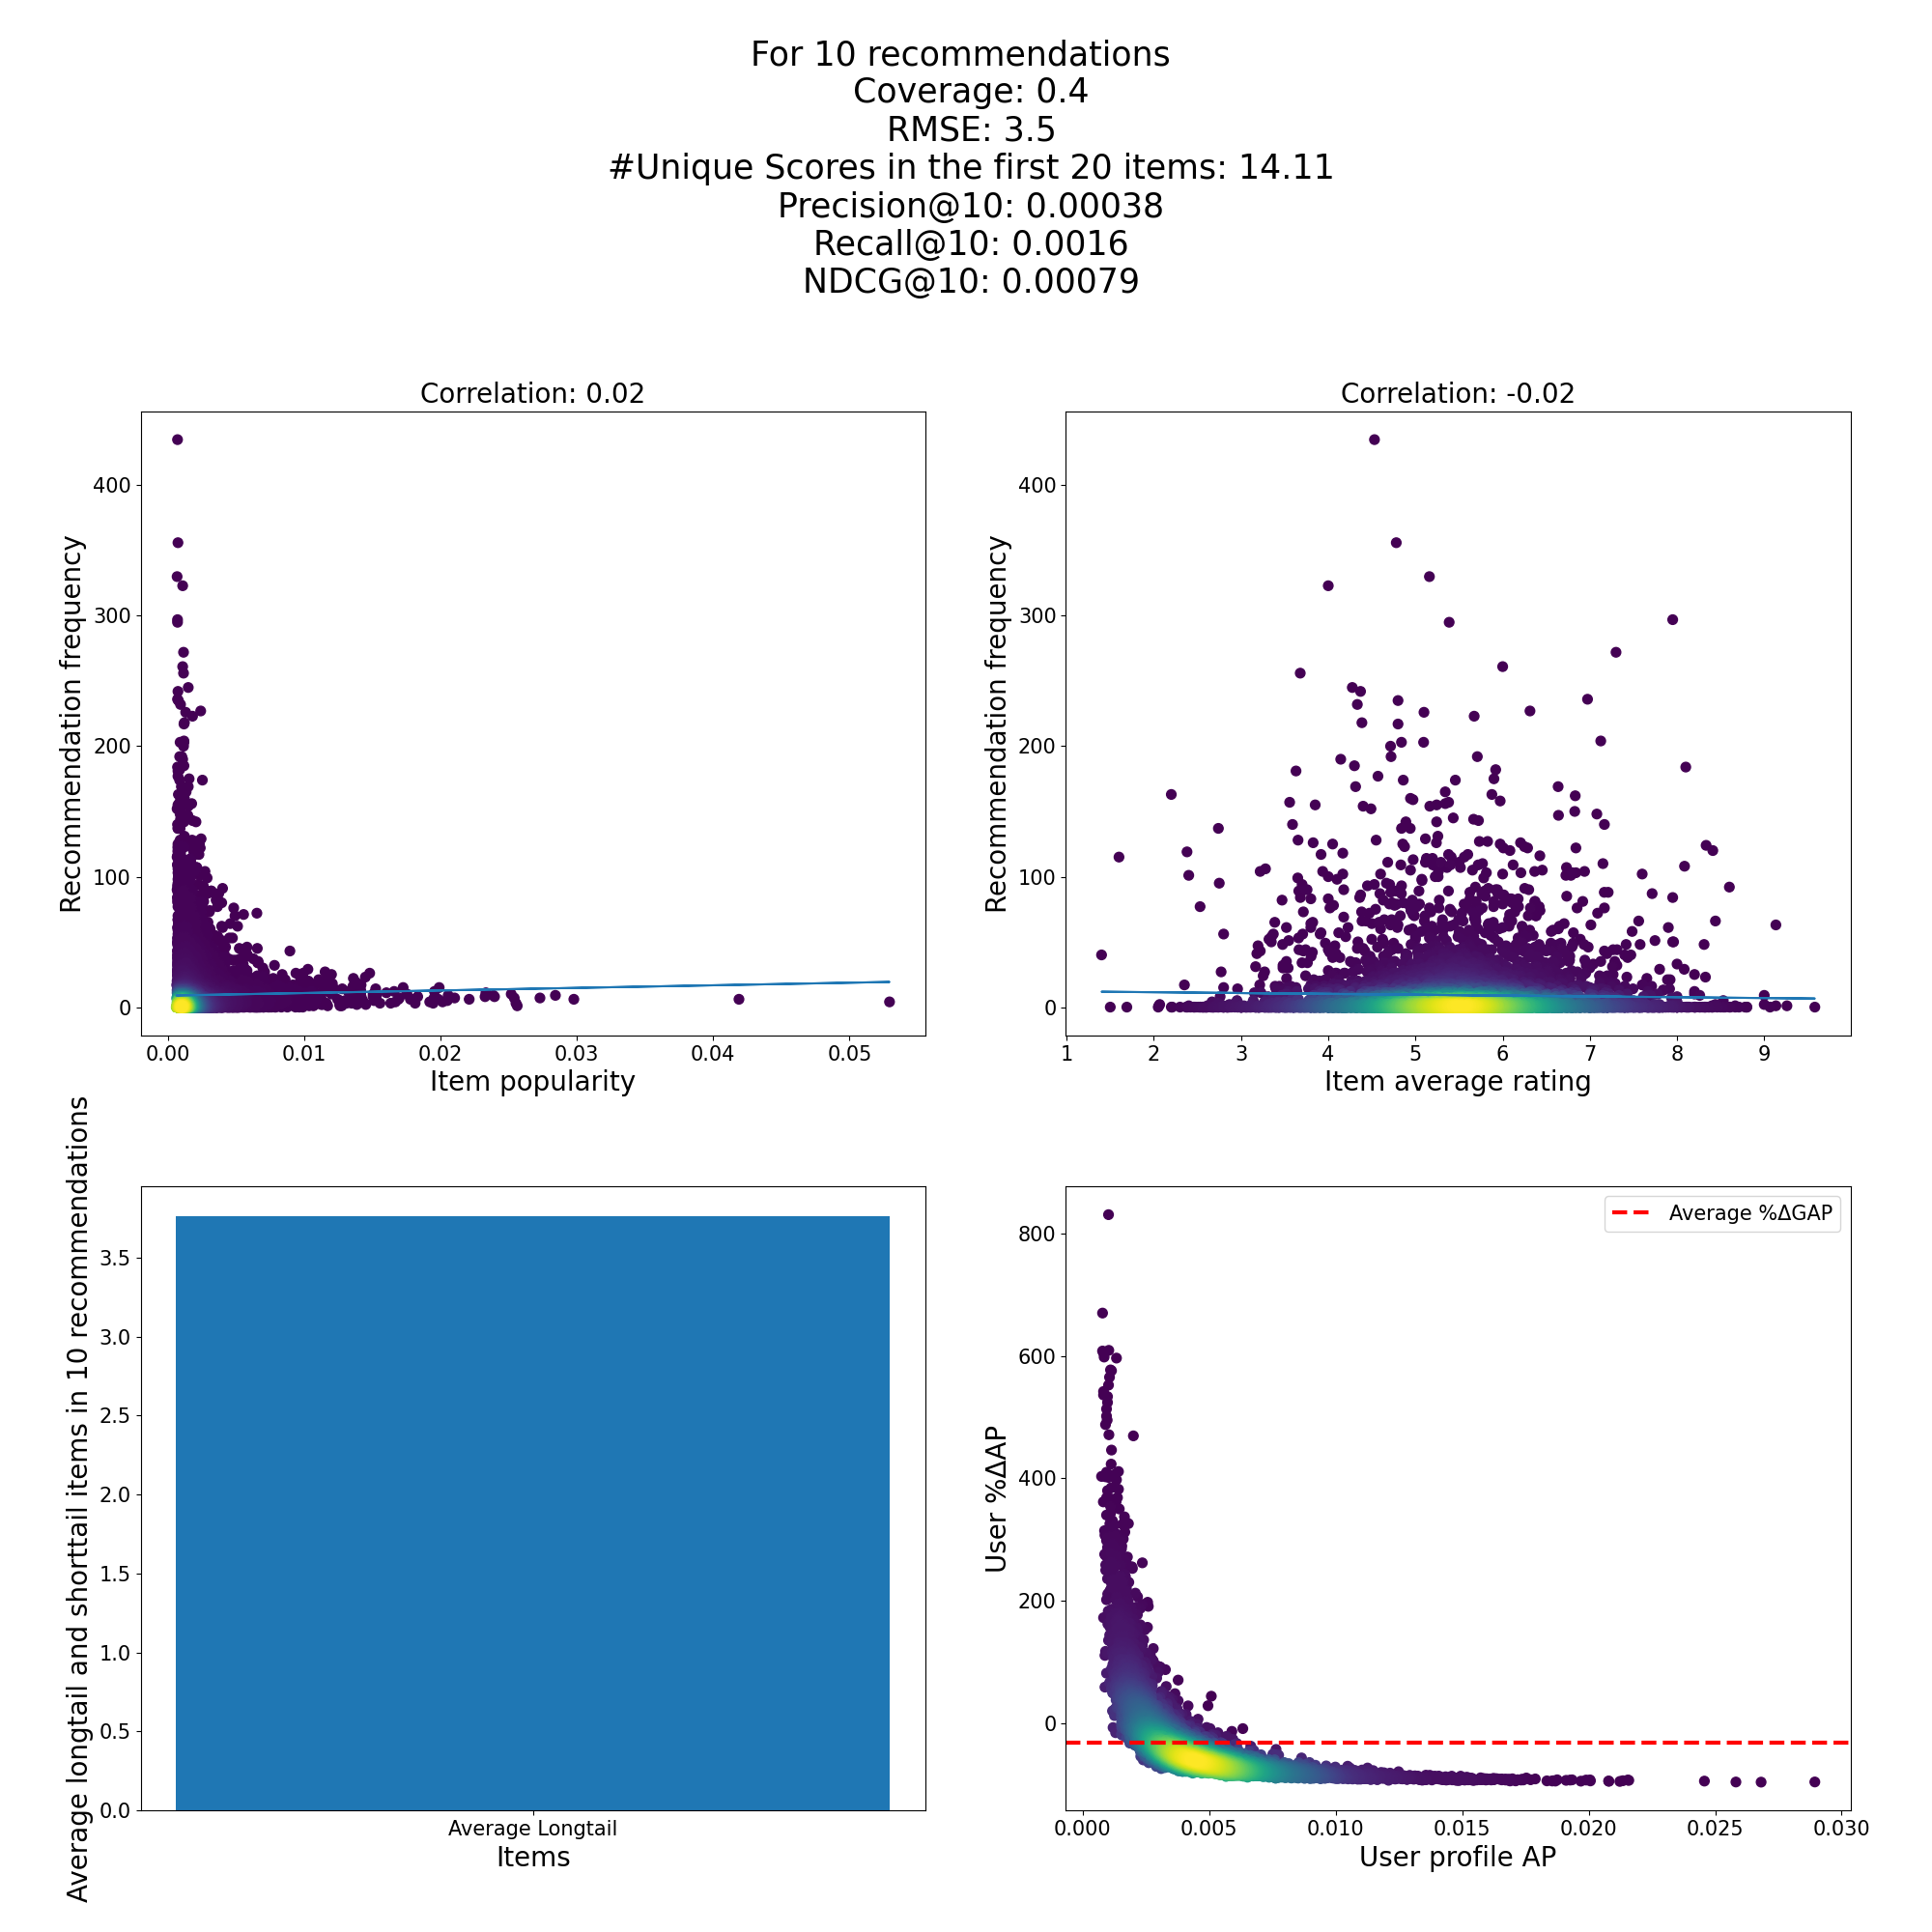 For 10 recommendations
Coverage: 0.4
RMSE: 3.5
#Unique Scores in the first 20 items: 14.11
Precision@10: 0.00038
Recall@10: 0.0016
NDCG@10: 0.00079
Correlation: 0.02
Recommendation frequency
400
300
200
100
0
0.00 0.01 0.02 0.03 0.04 0.05
Item popularity
Correlation: -0.02
Recommendation frequency
400
300
200
100
0
1 2 3 4 5 6 7 8 9
Item average rating
Average longtail and shorttail items in 10 recommendations
3.5
3.0
2.5
2.0
1.5
1.0
0.5
0.0
Average Longtail
Items
Average %ΔGAP
User %ΔAP
800
600
400
200
0
0.000 0.005 0.010 0.015 0.020 0.025 0.030
User profile AP